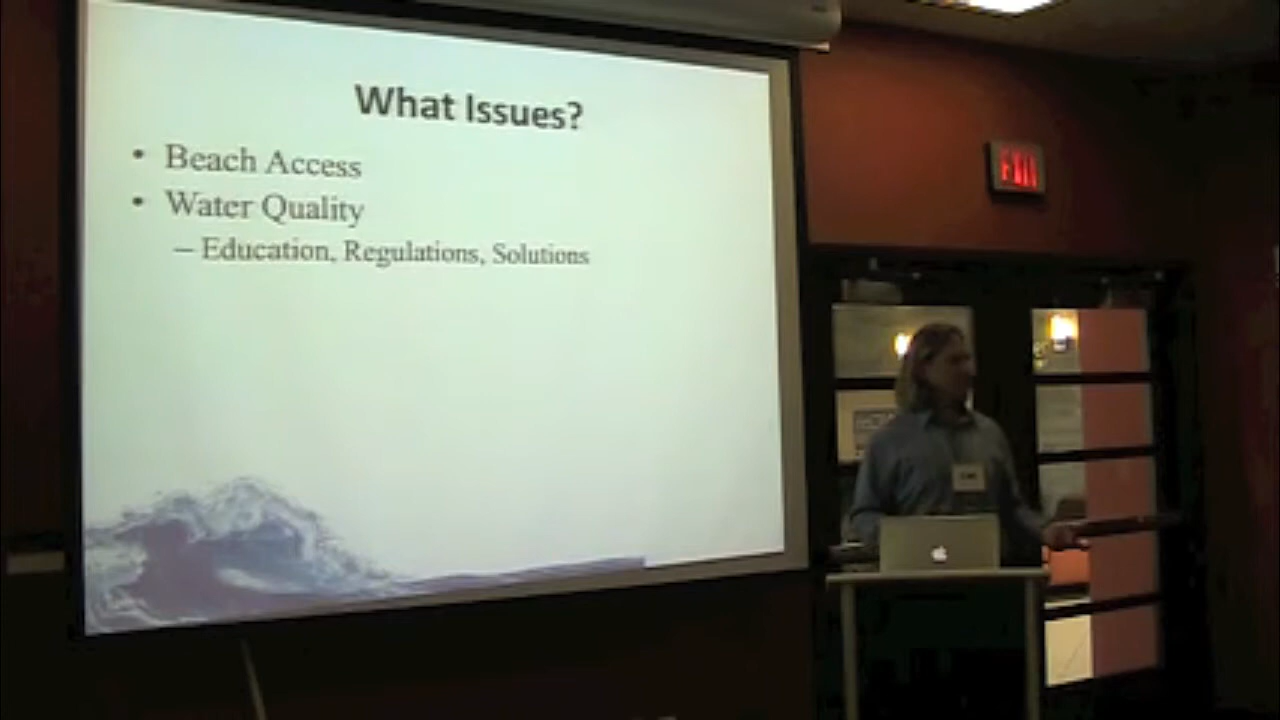 What Issues?
• Beach Access
• Water Quality
– Education, Regulations, Solutions
EXIT